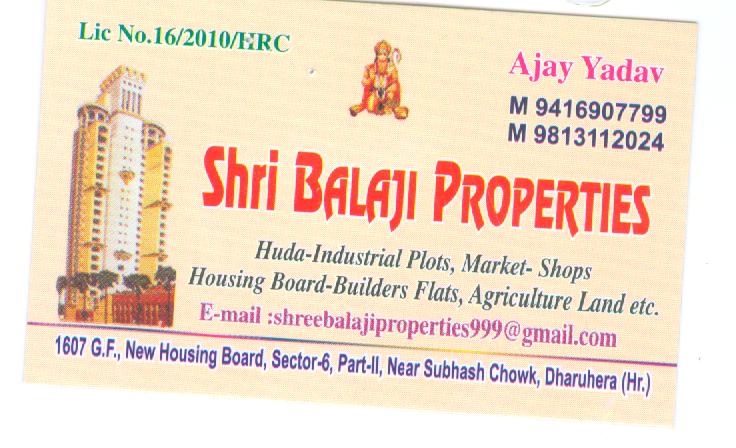 Lic No.16/2010/HRC
Ajay Yadav
M 9416907799
M 9813112024
Shri BALAJI PROPERTIES
Huda-Industrial Plots, Market- Shops
Housing Board-Builders Flats, Agriculture Land etc.
E-mail :shreebalajiproperties999@gmail.com
1607 G.F., New Housing Board, Sector-6, Part-II, Near Subhash Chowk, Dharuhera (Hr.)